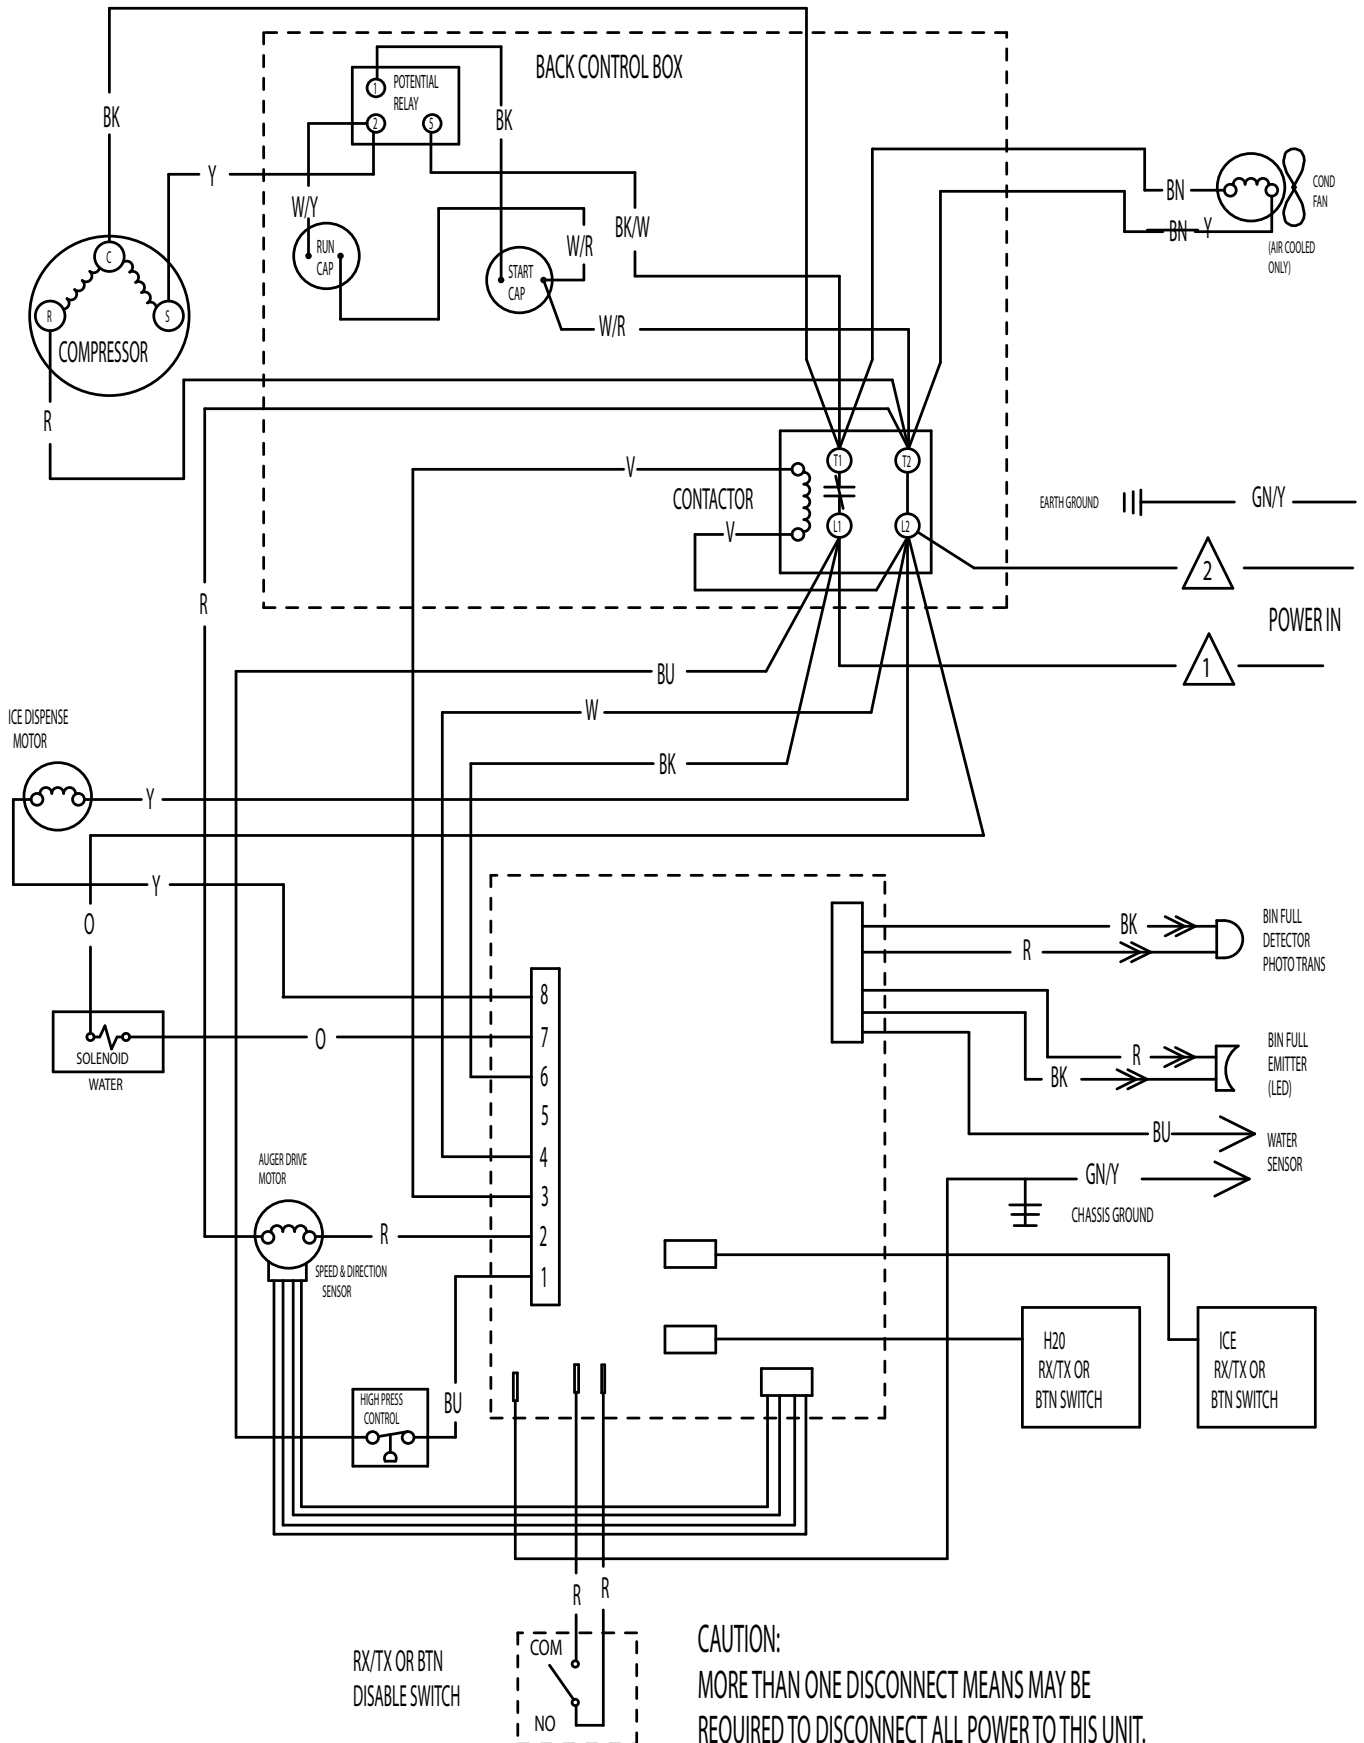 BACK CONTROL BOX
1
POTENTIAL
RELAY
2
5
BK
BK
Y
W/Y
RUN
CAP
W/R
BK/W
START
CAP
W/R
BN
BN
Y
COND
FAN
(AIR COOLED
ONLY)
C
R
S
COMPRESSOR
R
V
CONTACTOR
T1
T2
V
L1
L2
EARTH GROUND
GN/Y
2
POWER IN
1
R
BU
W
BK
ICE DISPENSE
MOTOR
Y
Y
O
SOLENOID
WATER
O
8
7
6
5
4
3
2
1
BK
R
BIN FULL
DETECTOR
PHOTO TRANS
R
BK
BIN FULL
EMITTER
(LED)
BU
WATER
SENSOR
GN/Y
CHASSIS GROUND
AUGER DRIVE
MOTOR
R
SPEED & DIRECTION
SENSOR
HIGH PRESS
CONTROL
BU
H20
RX/TX OR
BTN SWITCH
ICE
RX/TX OR
BTN SWITCH
R
R
RX/TX OR BTN
DISABLE SWITCH
COM
NO
CAUTION:
MORE THAN ONE DISCONNECT MEANS MAY BE
REQUIRED TO DISCONNECT ALL POWER TO THIS UNIT.